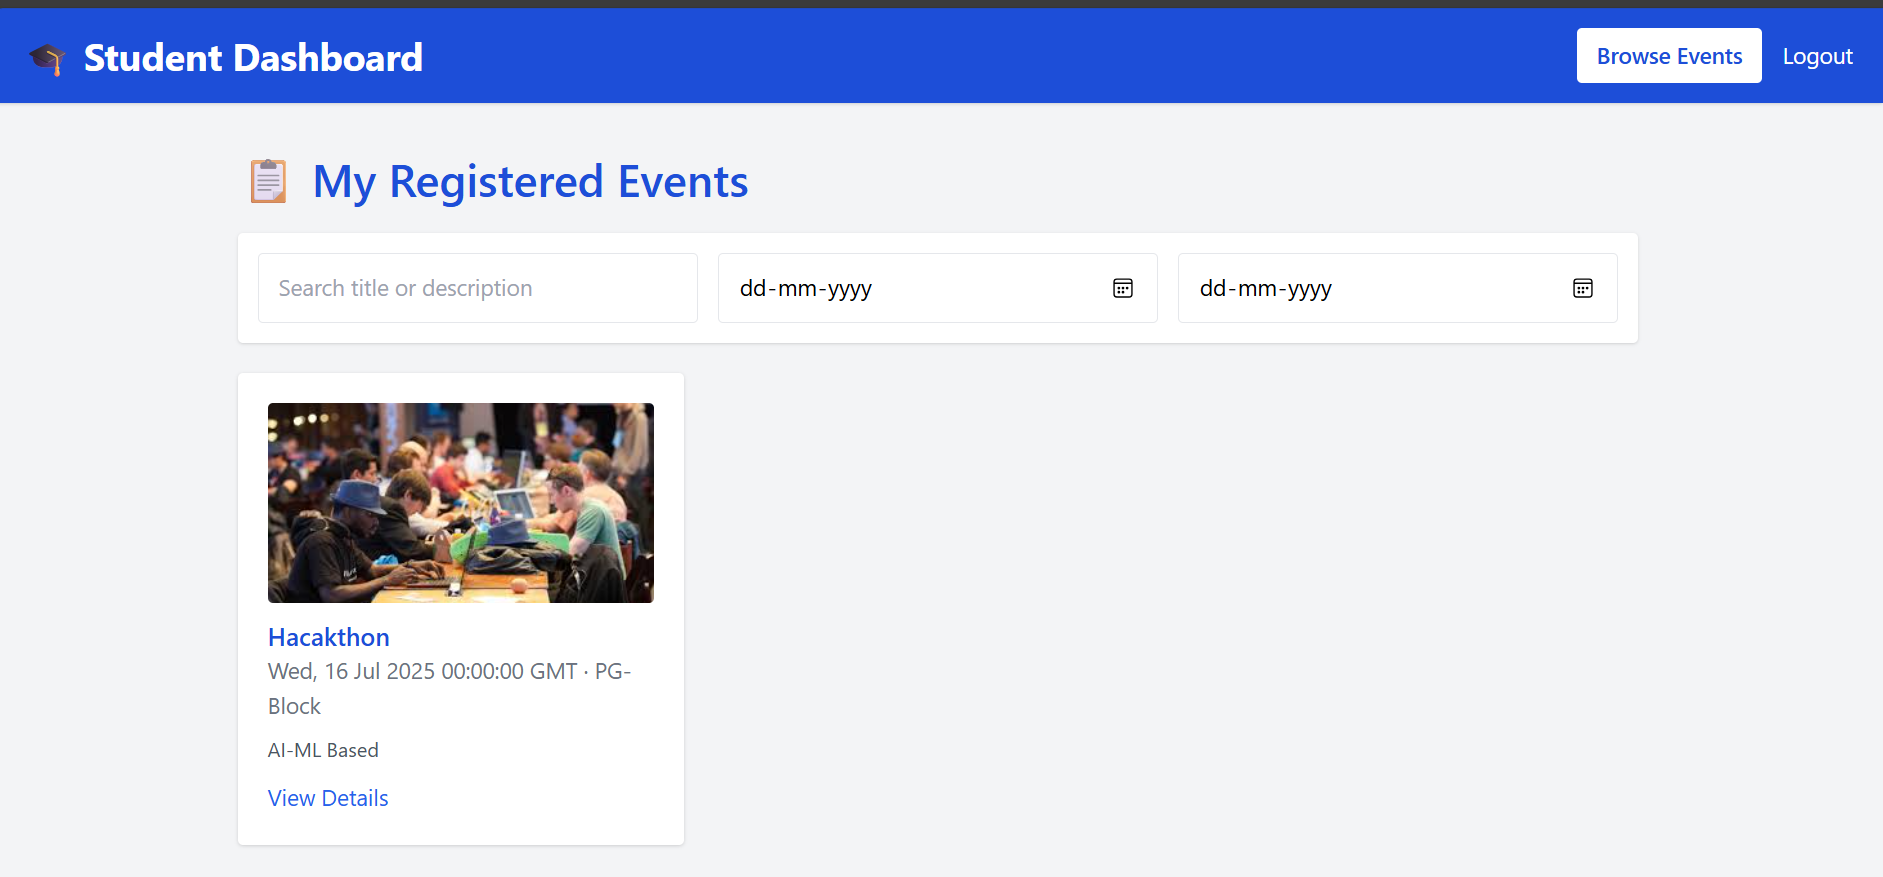 Student Dashboard
Browse Events
Logout
My Registered Events
Search title or description
dd-mm-yyyy
dd-mm-yyyy
Hacakthon
Wed, 16 Jul 2025 00:00:00 GMT · PG-
Block
AI-ML Based
View Details